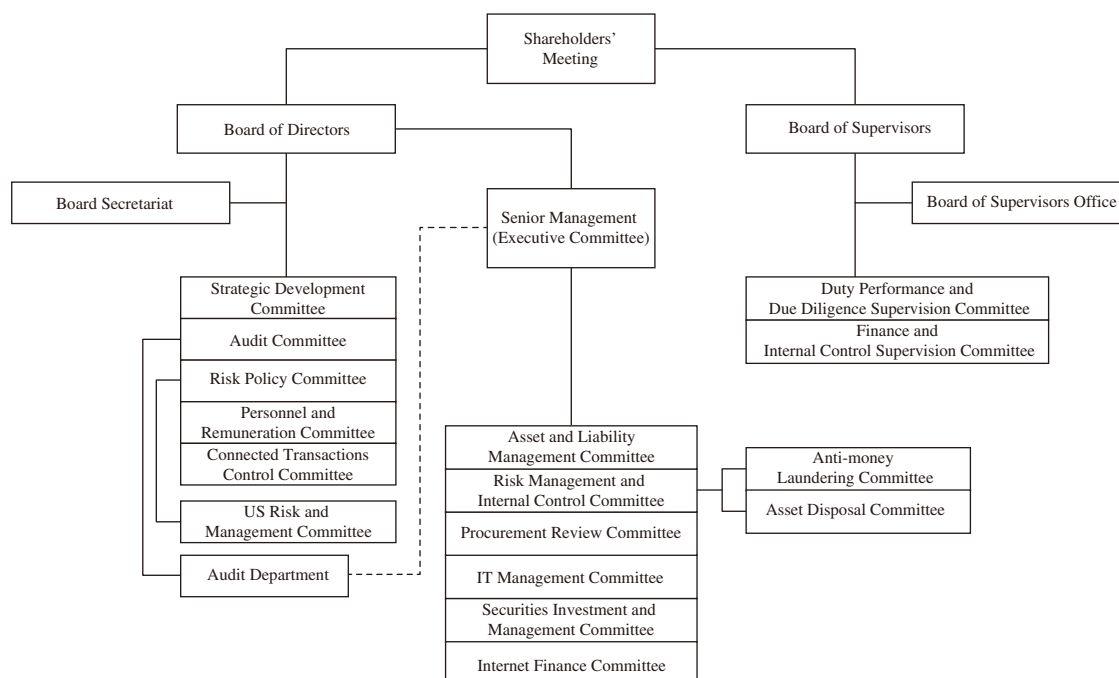 Shareholders’
Meeting
Board of Directors
Board of Supervisors
Board Secretariat
Senior Management
(Executive Committee)
Board of Supervisors Office
Strategic Development
Committee
Audit Committee
Risk Policy Committee
Personnel and
Remuneration Committee
Connected Transactions
Control Committee
US Risk and
Management Committee
Audit Department
Duty Performance and
Due Diligence Supervision Committee
Finance and
Internal Control Supervision Committee
Asset and Liability
Management Committee
Risk Management and
Internal Control Committee
Procurement Review Committee
IT Management Committee
Securities Investment and
Management Committee
Internet Finance Committee
Anti-money
Laundering Committee
Asset Disposal Committee